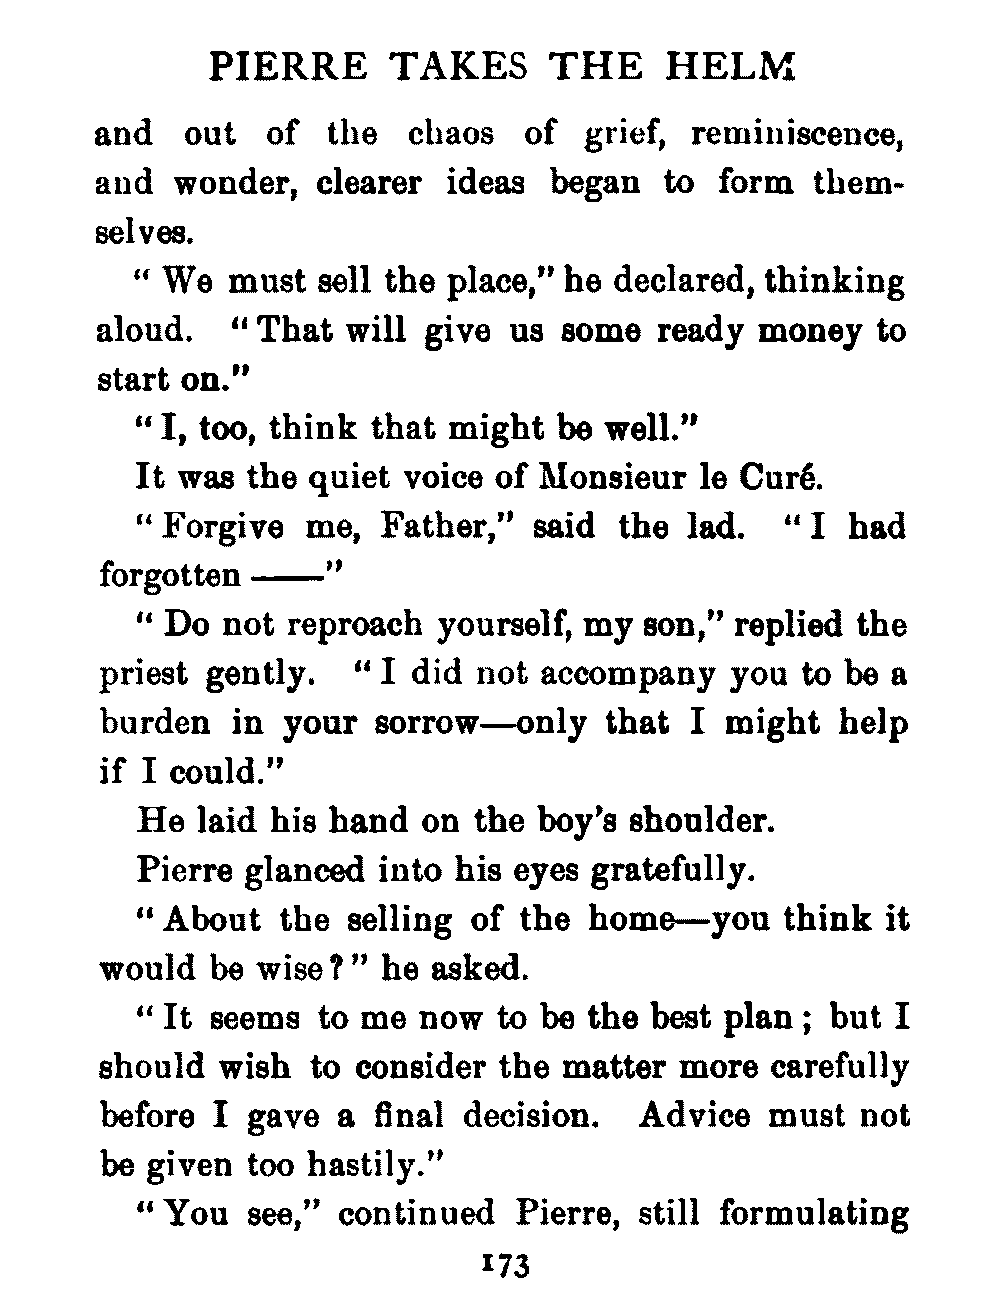 PIERRE TAKES THE HELM
and out of the chaos of grief, reminiscence,
and wonder, clearer ideas began to form them-
selves.
“ We must sell the place,” he declared, thinking
aloud. “ That will give us some ready money to
start on.”
“ I, too, think that might be well.”
It was the quiet voice of Monsieur le Curé.
“ Forgive me, Father,” said the lad. “ I had
forgotten ——”
“ Do not reproach yourself, my son,” replied the
priest gently. “ I did not accompany you to be a
burden in your sorrow—only that I might help
if I could.”
He laid his hand on the boy’s shoulder.
Pierre glanced into his eyes gratefully.
“ About the selling of the home—you think it
would be wise ? ” he asked.
“ It seems to me now to be the best plan ; but I
should wish to consider the matter more carefully
before I gave a final decision. Advice must not
be given too hastily.”
“ You see,” continued Pierre, still formulating
173